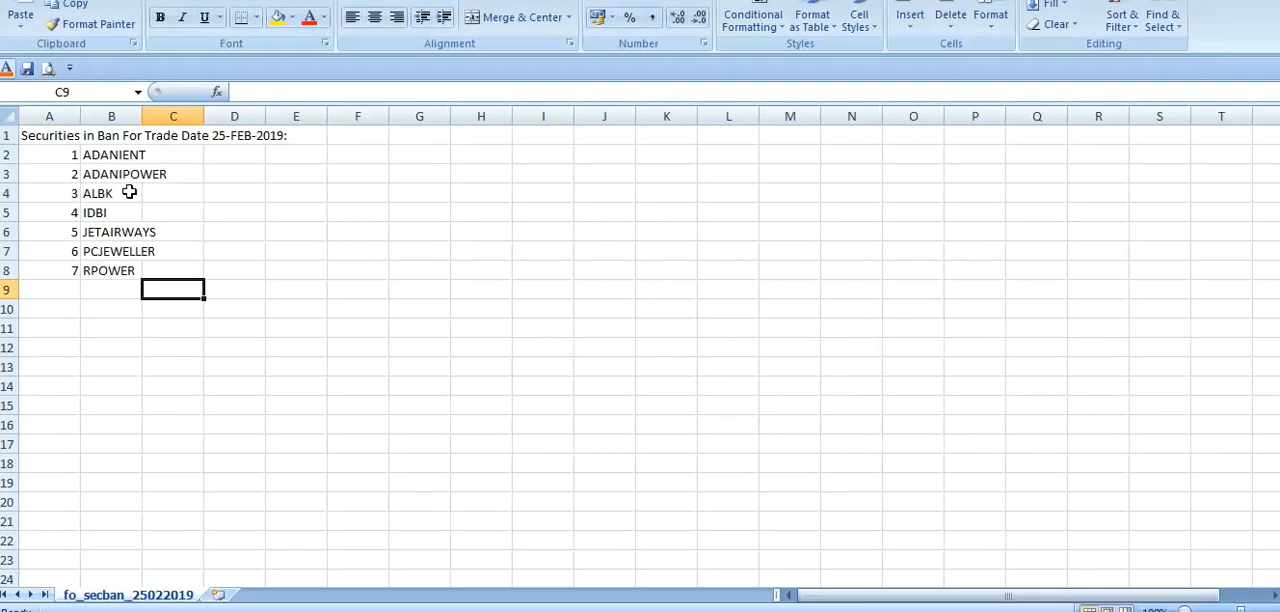 Paste
Copy
Format Painter
B I U
A
%
Merge & Center
Conditional Formatting
Format as Table
Cell Styles
Insert
Delete
Format
Fill
Clear
Sort & Filter
Find & Select
Clipboard
Font
Alignment
Number
Styles
Cells
Editing
C9
fx
A B C D E F G H I J K L M N O P Q R S T
1 Securities in Ban For Trade Date 25-FEB-2019:
2 1 ADANIENT
3 2 ADANIPOWER
4 3 ALBK
5 4 IDBI
6 5 JETAIRWAYS
7 6 PCJEWELLER
8 7 RPOWER
9
10
11
12
13
14
15
16
17
18
19
20
21
22
23
24
fo_secban_25022019